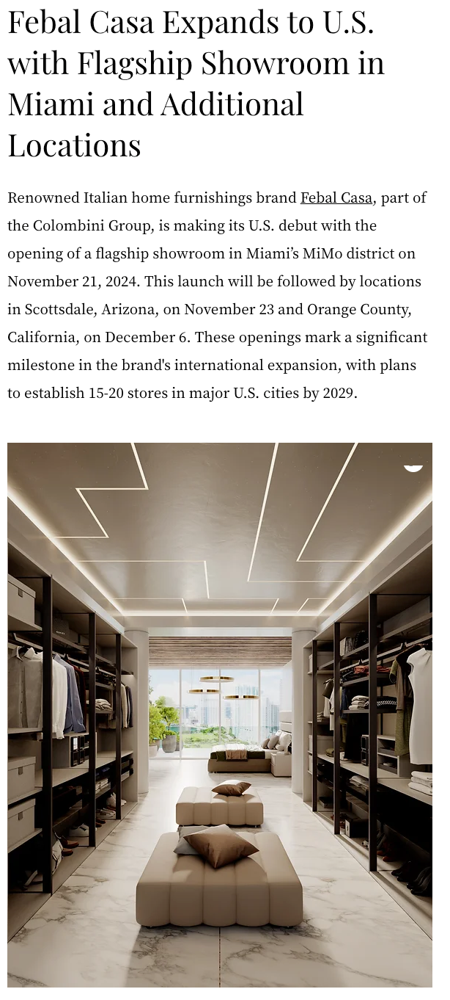 Febal Casa Expands to U.S.
with Flagship Showroom in
Miami and Additional
Locations
Renowned Italian home furnishings brand Febal Casa, part of
the Colombini Group, is making its U.S. debut with the
opening of a flagship showroom in Miami’s MiMo district on
November 21, 2024. This launch will be followed by locations
in Scottsdale, Arizona, on November 23 and Orange County,
California, on December 6. These openings mark a significant
milestone in the brand's international expansion, with plans
to establish 15-20 stores in major U.S. cities by 2029.